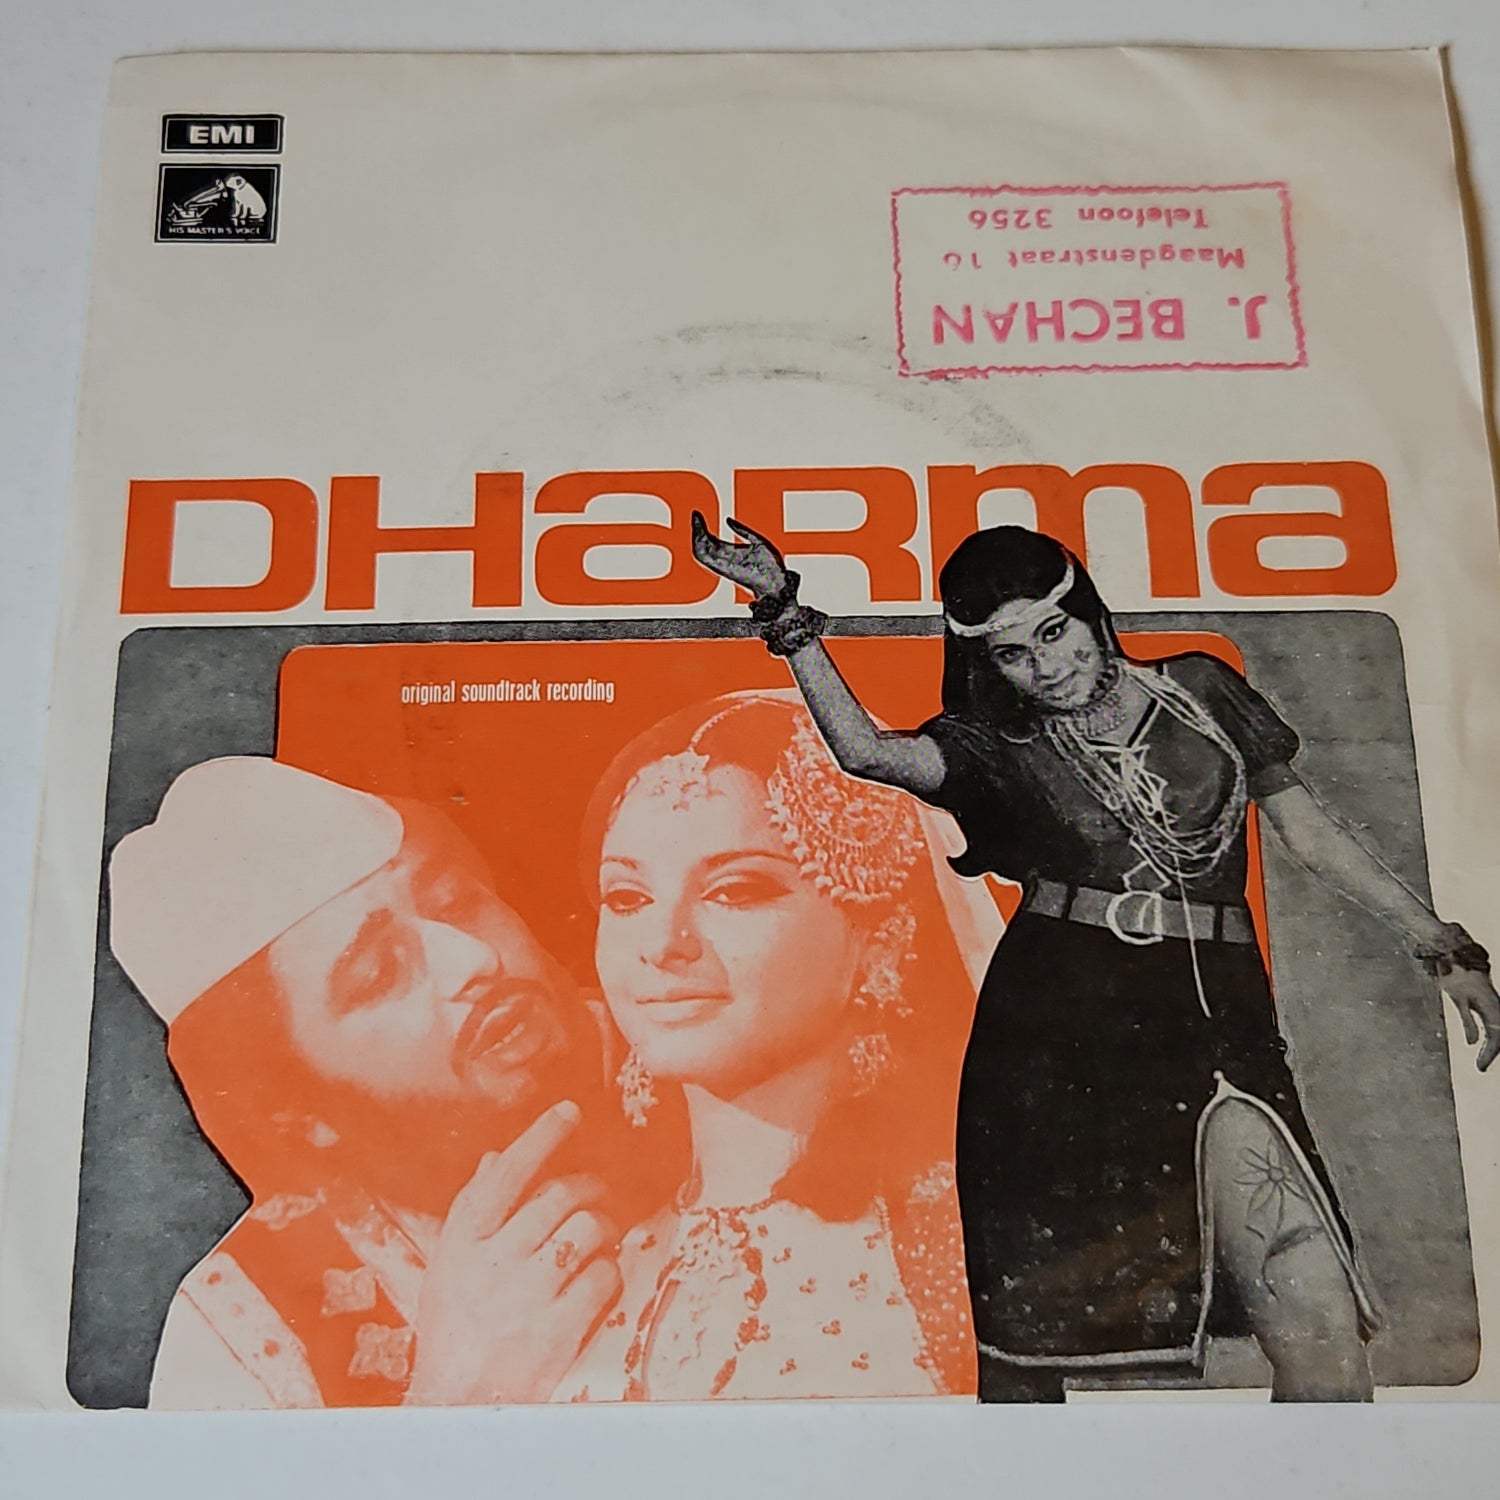 EMI
HIS MASTER'S VOICE
J. BECHAN
Maagdenstraat 16
Telefoon 3256
DHaRma
original soundtrack recording